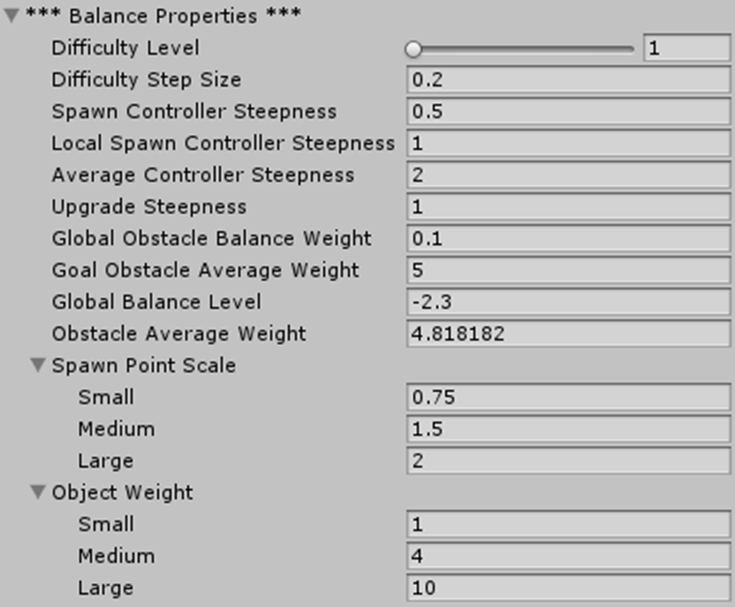 *** Balance Properties ***
Difficulty Level 1
Difficulty Step Size 0.2
Spawn Controller Steepness 0.5
Local Spawn Controller Steepness 1
Average Controller Steepness 2
Upgrade Steepness 1
Global Obstacle Balance Weight 0.1
Goal Obstacle Average Weight 5
Global Balance Level -2.3
Obstacle Average Weight 4.818182
Spawn Point Scale
Small 0.75
Medium 1.5
Large 2
Object Weight
Small 1
Medium 4
Large 10